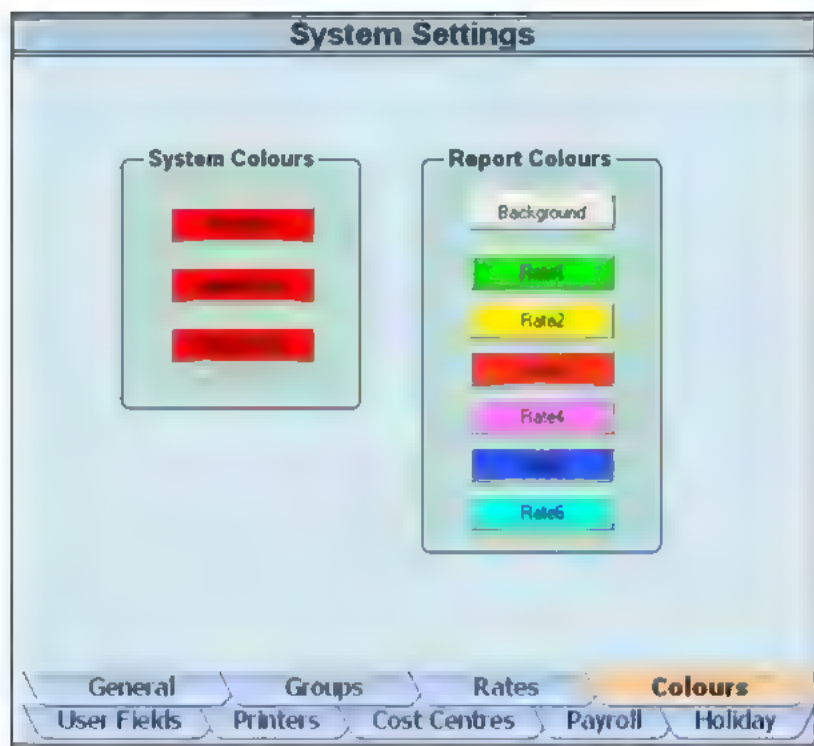 System Settings
System Colours
Report Colours
Background
Rate1
Rate2
Rate4
Rate6
General
Groups
Rates
Colours
User Fields
Printers
Cost Centres
Payroll
Holiday